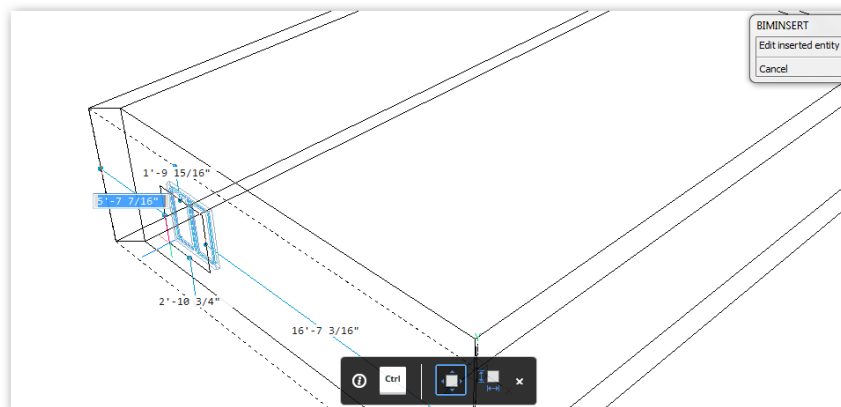 BIMINSERT
Edit inserted entity
Cancel
1'-9 15/16"
5'-7 7/16"
2'-10 3/4"
16'-7 3/16"
Ctrl